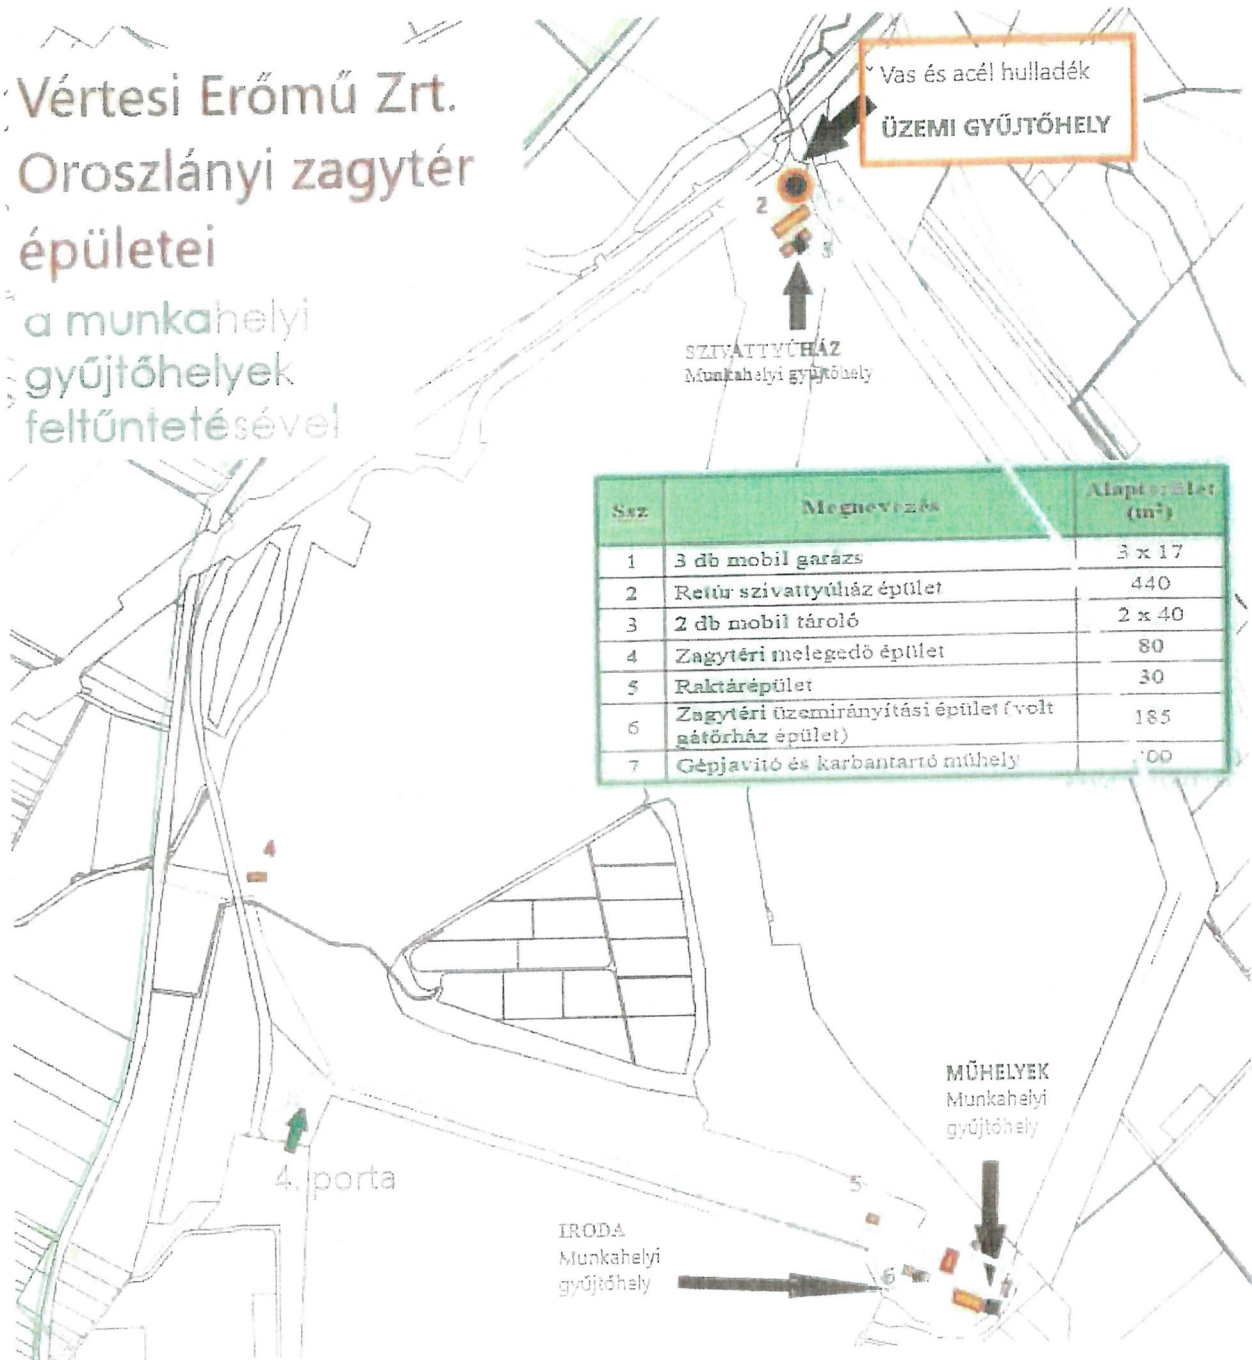 Vértesi Erőmű Zrt.
Oroszlányi zagytér
épületei
a munkahelyi
gyűjtőhelyek
feltűntetésével
Vas és acél hulladék
ÜZEMI GYŰJTŐHELY
2
3
SZIVATTYÚHÁZ
Munkahelyi gyűjtőhely
Ssz Megnevezés Alapterület
(m²)
1 3 db mobil garázs 3 x 17
2 Retúr szivattyúház épület 440
3 2 db mobil tároló 2 x 40
4 Zagytéri melegedő épület 80
5 Raktárépület 30
6 Zagytéri üzemirányítási épület (volt
gátőrház épület) 185
7 Gépjavító és karbantartó műhely
4
4. porta
MŰHELYEK
Munkahelyi
gyűjtőhely
5
IRODA
Munkahelyi
gyűjtőhely
6